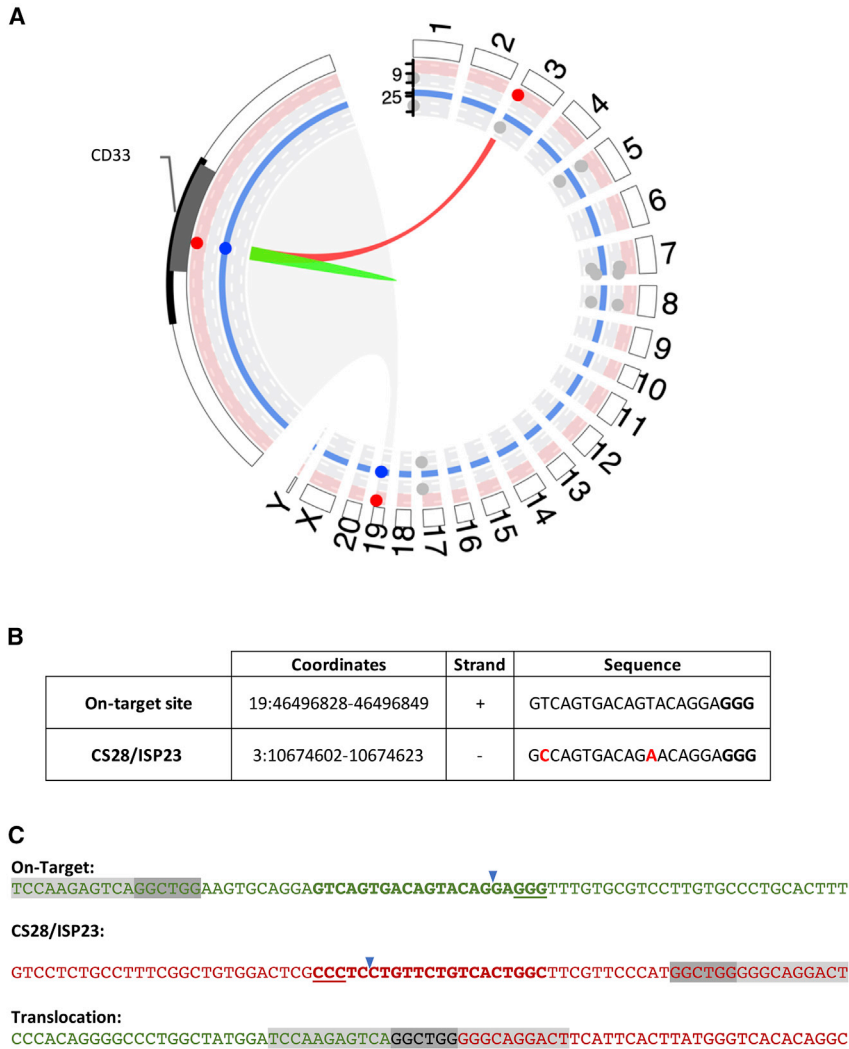 A
1
2
3
4
5
6
7
8
9
10
11
12
13
14
15
16
17
18
19
20
X
Y
9
25
CD33
B
Coordinates Strand Sequence
On-target site 19:46496828-46496849 + GTCAGTGACAGTACAGGAGGG
CS28/ISP23 3:10674602-10674623 - GCCAGTGACAGAACAGGAGGG
C
On-Target:
TCCAAGAGTCAGGCTGGAAGTGCAGGAGTCAGTGACAGTACAGGAGGGTTTGTGCGTCCTTGTGCCCTGCACTTT
CS28/ISP23:
GTCCTCTGCCTTTCGGCTGTGGACTCGCCCTCCTGTTCTGTCACTGGCTTCGTTCCCATGGCTGGGGGCAGGACT
Translocation:
CCCACAGGGGCCCTGGCTATGGATCCAAGAGTCAGGCTGGGGGCAGGACTTCATTCACTTATGGGTCACACAGGC